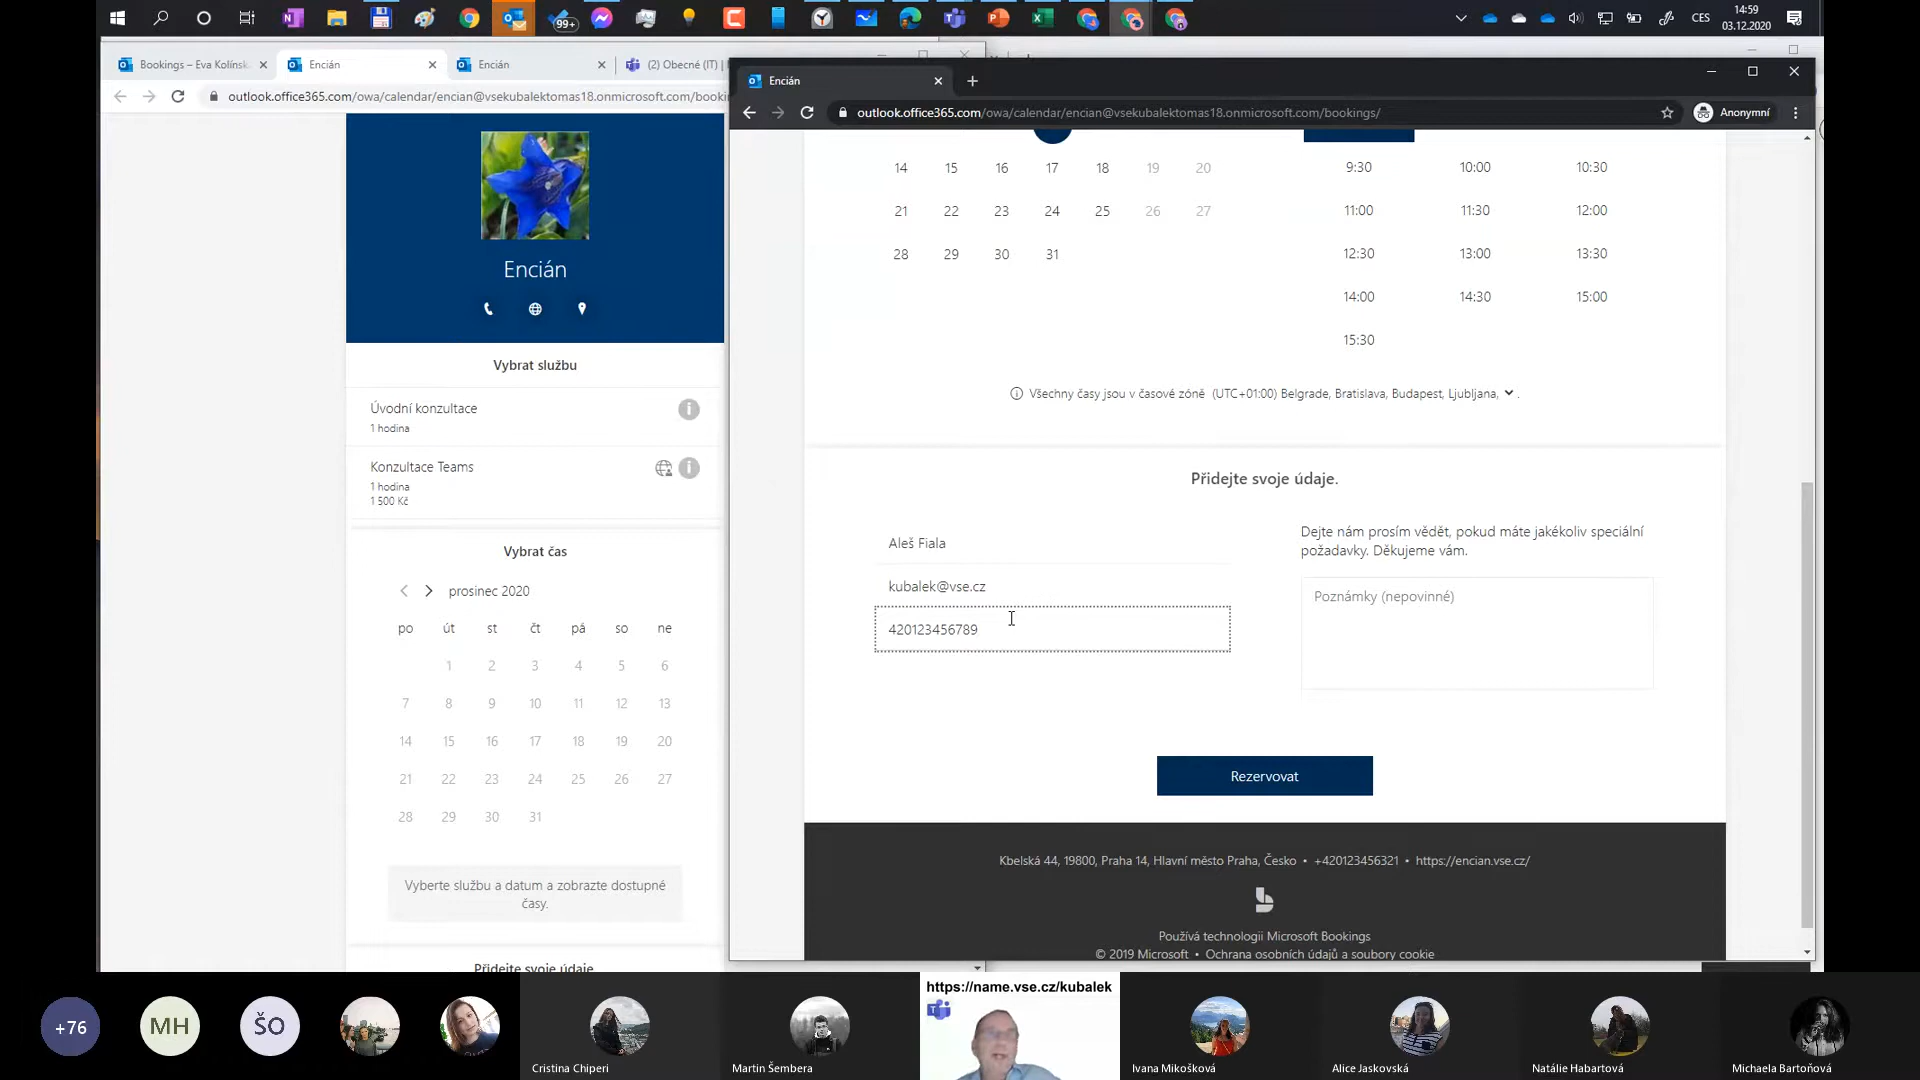 99+
CES
14:59
03.12.2020
Bookings – Eva Kolínsk
Encián
Encián
(2) Obecné (IT) |
outlook.office365.com/owa/calendar/encian@vsekubalektomas18.onmicrosoft.com/bookin
Encián
outlook.office365.com/owa/calendar/encian@vsekubalektomas18.onmicrosoft.com/bookings/
Anonymní
Encián
Vybrat službu
Úvodní konzultace
1 hodina
Konzultace Teams
1 hodina
1 500 Kč
Vybrat čas
prosinec 2020
po út st čt pá so ne
1 2 3 4 5 6
7 8 9 10 11 12 13
14 15 16 17 18 19 20
21 22 23 24 25 26 27
28 29 30 31
Vyberte službu a datum a zobrazte dostupné
časy.
Přidejte svoje údaje
14 15 16 17 18 19 20
21 22 23 24 25 26 27
28 29 30 31
9:30 10:00 10:30
11:00 11:30 12:00
12:30 13:00 13:30
14:00 14:30 15:00
15:30
Všechny časy jsou v časové zóně (UTC+01:00) Belgrade, Bratislava, Budapest, Ljubljana, .
Přidejte svoje údaje.
Aleš Fiala
kubalek@vse.cz
420123456789
Dejte nám prosím vědět, pokud máte jakékoliv speciální
požadavky. Děkujeme vám.
Poznámky (nepovinné)
Rezervovat
Kbelská 44, 19800, Praha 14, Hlavní město Praha, Česko • +420123456321 • https://encian.vse.cz/
Používá technologii Microsoft Bookings
© 2019 Microsoft • Ochrana osobních údajů a soubory cookie
+76
MH
ŠO
Cristina Chiperi
Martin Šembera
https://name.vse.cz/kubalek
Ivana Mikošková
Alice Jaskovská
Natálie Habartová
Michaela Bartoňová